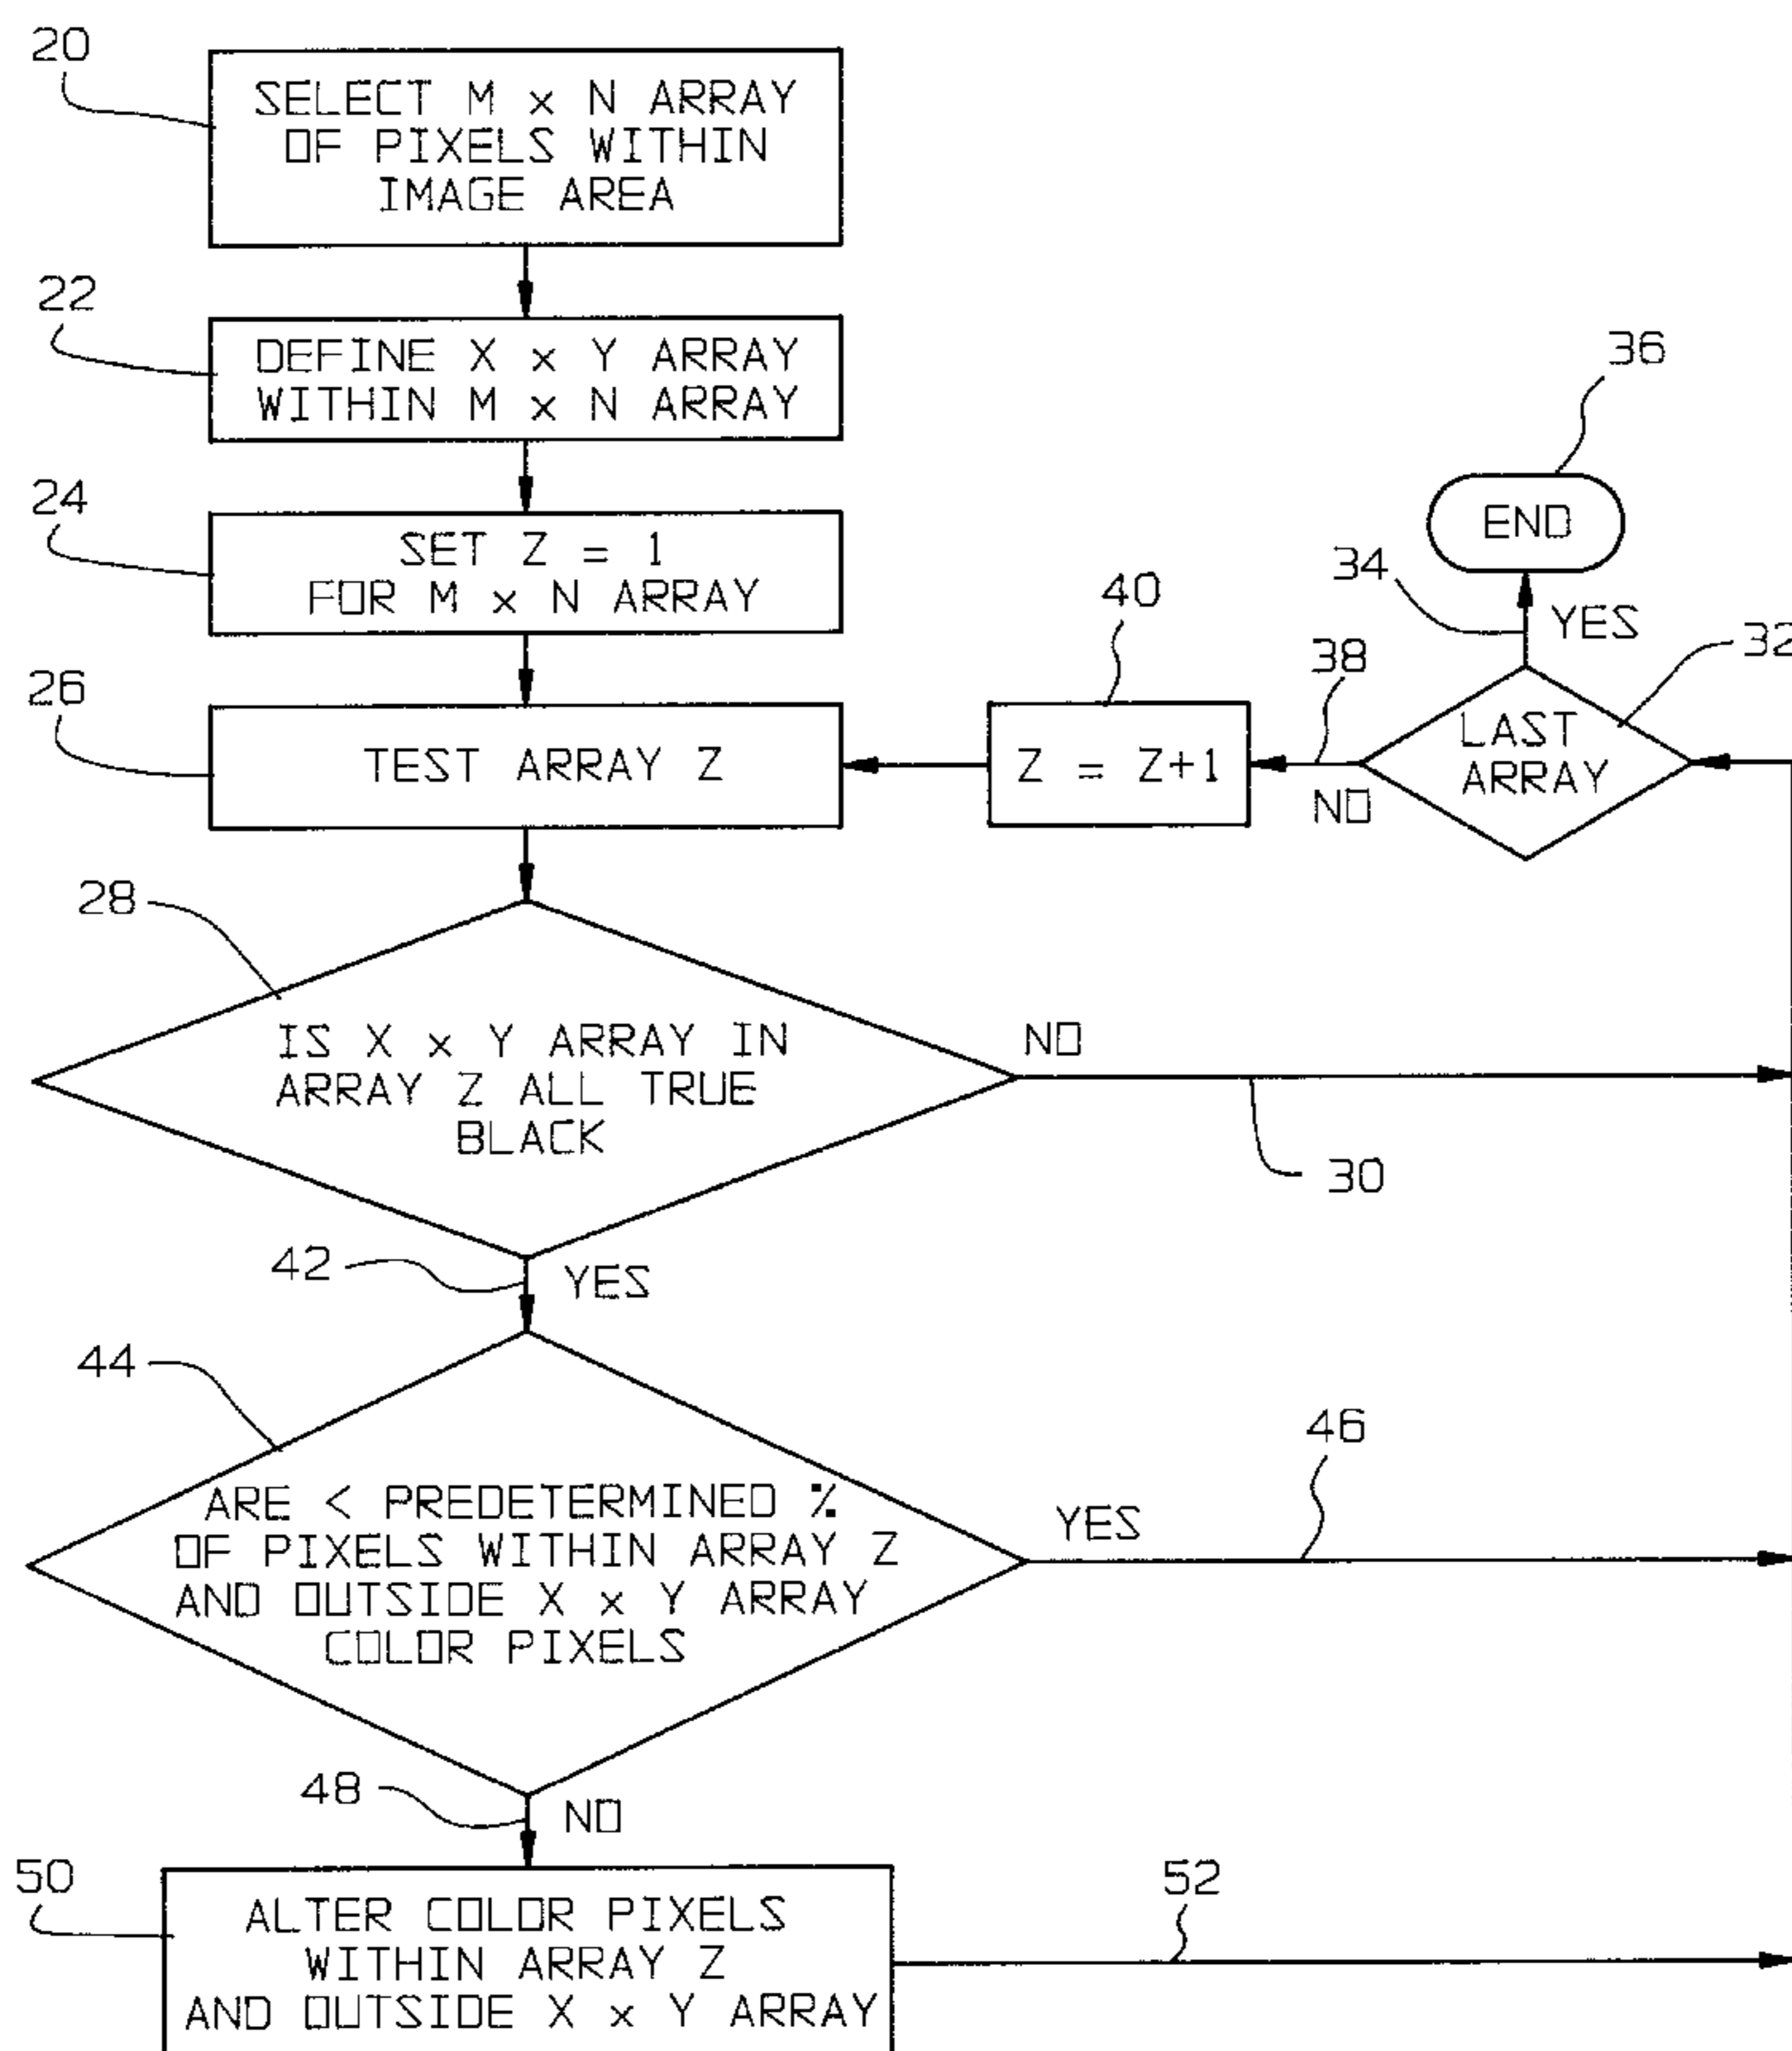 20
SELECT M x N ARRAY
OF PIXELS WITHIN
IMAGE AREA
22
DEFINE X x Y ARRAY
WITHIN M x N ARRAY
36
24
SET Z = 1
FOR M x N ARRAY
END
34
YES
40
38
32
26
TEST ARRAY Z
Z = Z+1
NO
LAST
ARRAY
28
IS X x Y ARRAY IN
ARRAY Z ALL TRUE
BLACK
NO
30
42
YES
44
ARE < PREDETERMINED %
OF PIXELS WITHIN ARRAY Z
AND OUTSIDE X x Y ARRAY
COLOR PIXELS
YES
46
48
NO
50
ALTER COLOR PIXELS
WITHIN ARRAY Z
AND OUTSIDE X x Y ARRAY
52